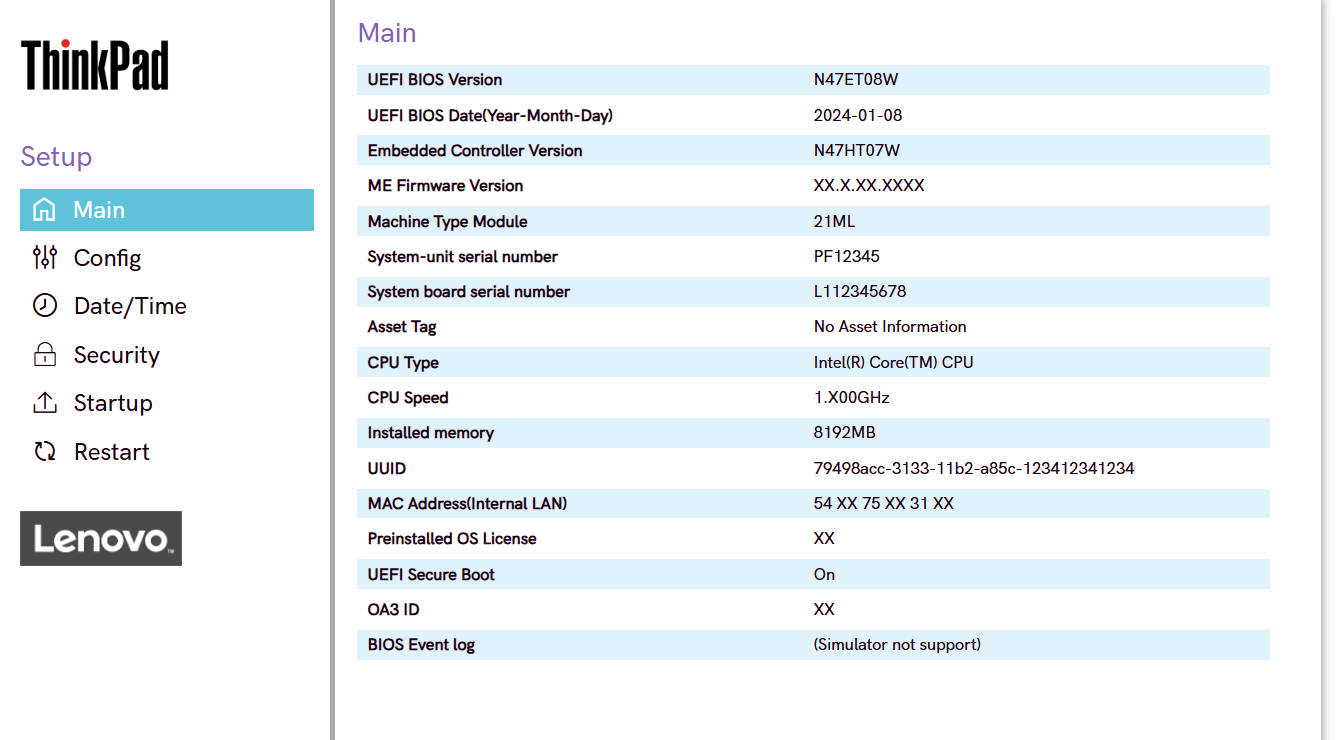 ThinkPad
Setup
Main
Config
Date/Time
Security
Startup
Restart
Lenovo™
Main
UEFI BIOS Version N47ET08W
UEFI BIOS Date(Year-Month-Day) 2024-01-08
Embedded Controller Version N47HT07W
ME Firmware Version XX.X.XX.XXXX
Machine Type Module 21ML
System-unit serial number PF12345
System board serial number L112345678
Asset Tag No Asset Information
CPU Type Intel(R) Core(TM) CPU
CPU Speed 1.X00GHz
Installed memory 8192MB
UUID 79498acc-3133-11b2-a85c-123412341234
MAC Address(Internal LAN) 54 XX 75 XX 31 XX
Preinstalled OS License XX
UEFI Secure Boot On
OA3 ID XX
BIOS Event log (Simulator not support)